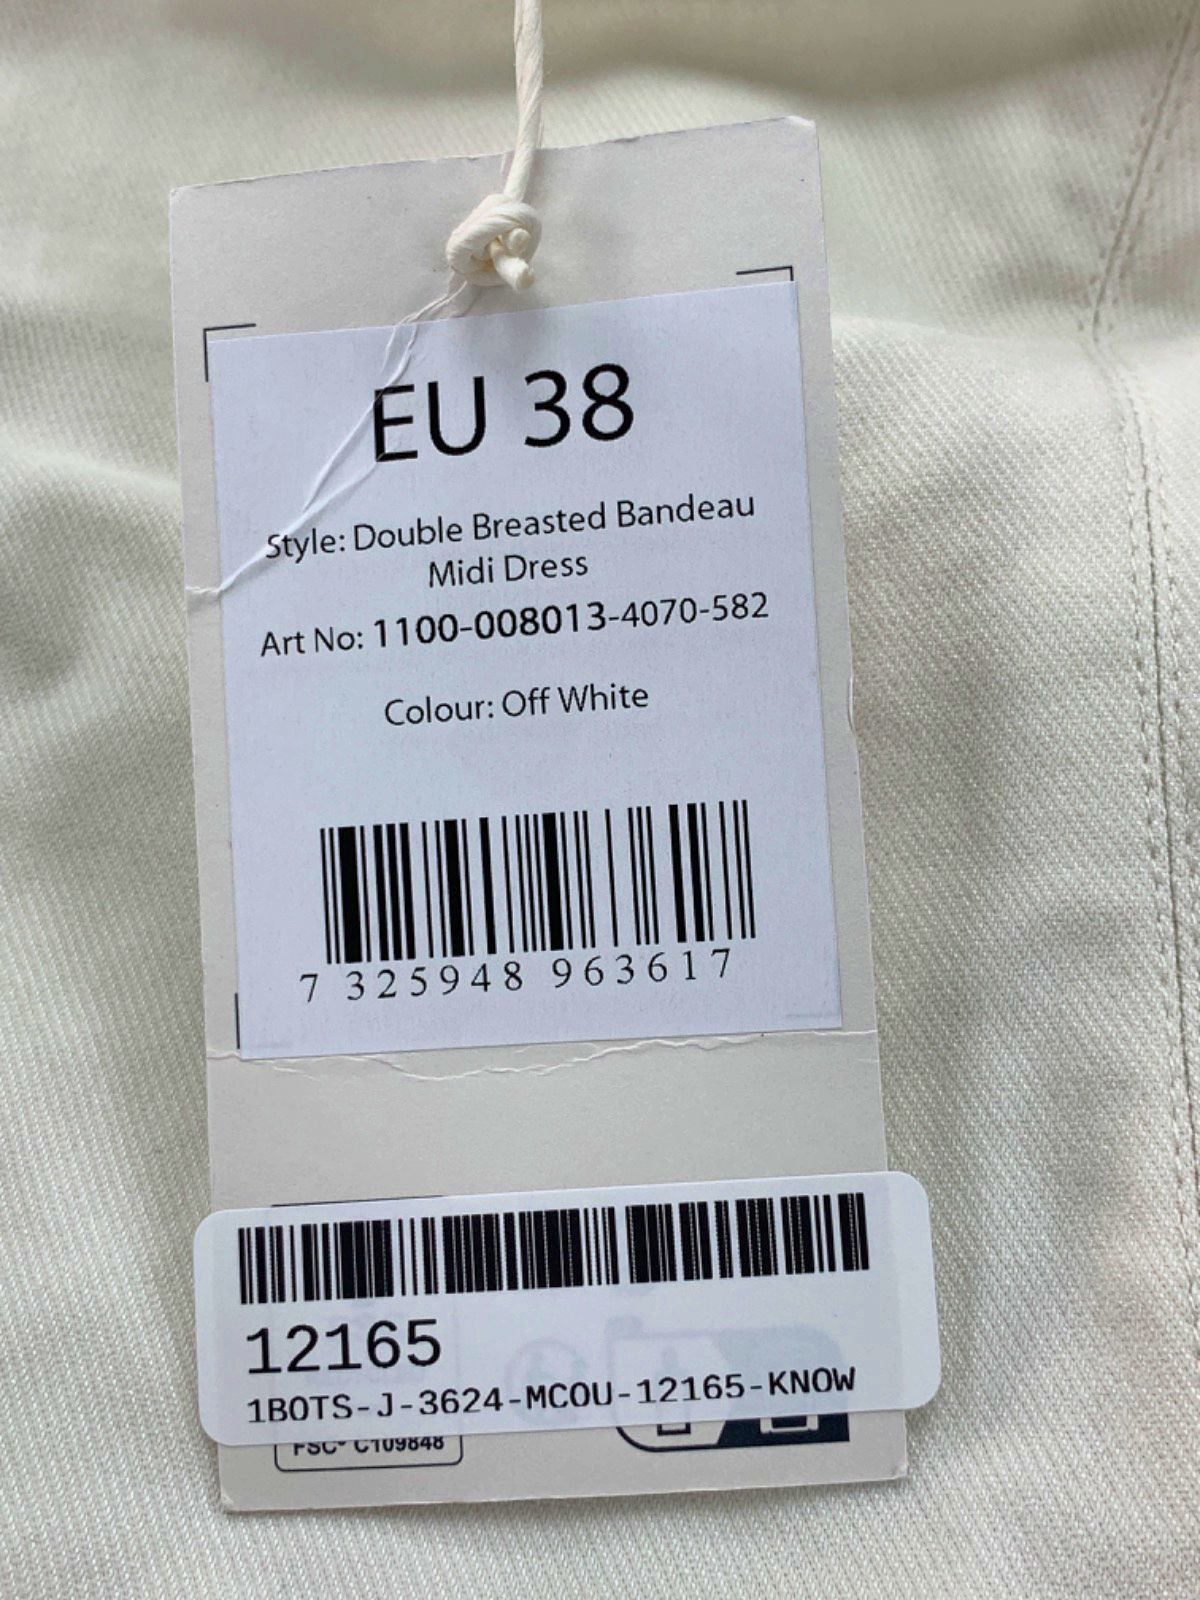 EU 38
Style: Double Breasted Bandeau
Midi Dress
Art No: 1100-008013-4070-582
Colour: Off White
7 325948 963617
12165
1BOTS-J-3624-MCOU-12165-KNOW
FSC® C109848